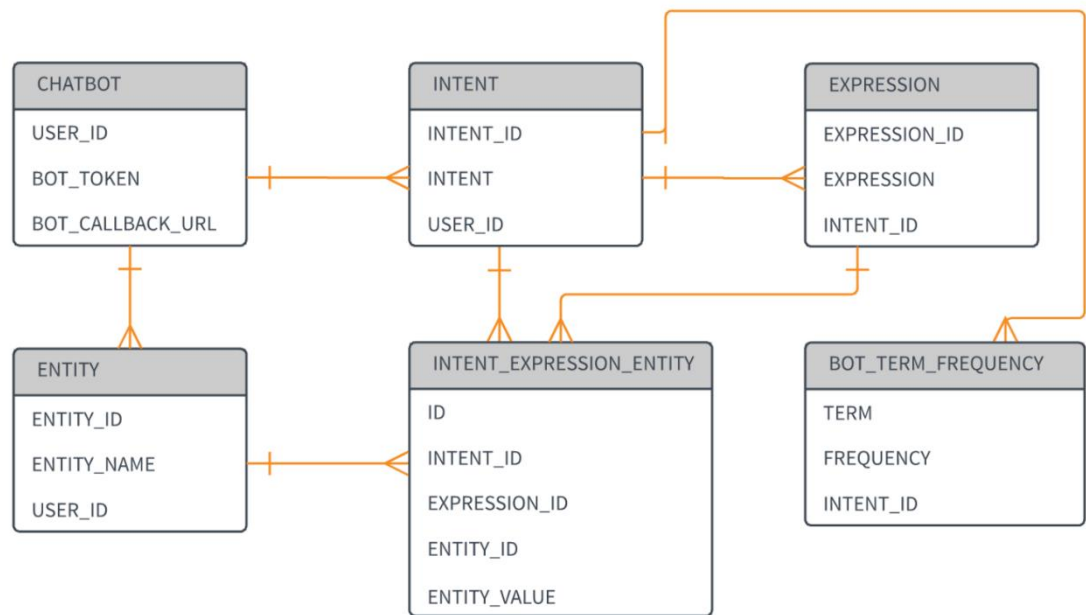 CHATBOT
USER_ID
BOT_TOKEN
BOT_CALLBACK_URL
INTENT
INTENT_ID
INTENT
USER_ID
EXPRESSION
EXPRESSION_ID
EXPRESSION
INTENT_ID
ENTITY
ENTITY_ID
ENTITY_NAME
USER_ID
INTENT_EXPRESSION_ENTITY
ID
INTENT_ID
EXPRESSION_ID
ENTITY_ID
ENTITY_VALUE
BOT_TERM_FREQUENCY
TERM
FREQUENCY
INTENT_ID